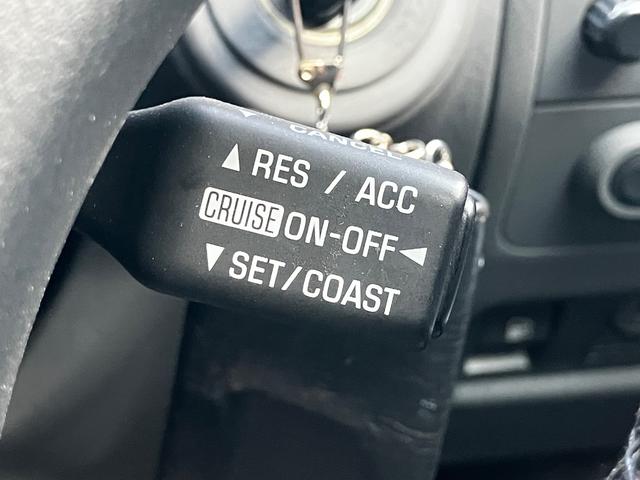 ▼ CANCEL
▲ RES / ACC
CRUISE ON-OFF ◀
▼ SET/COAST